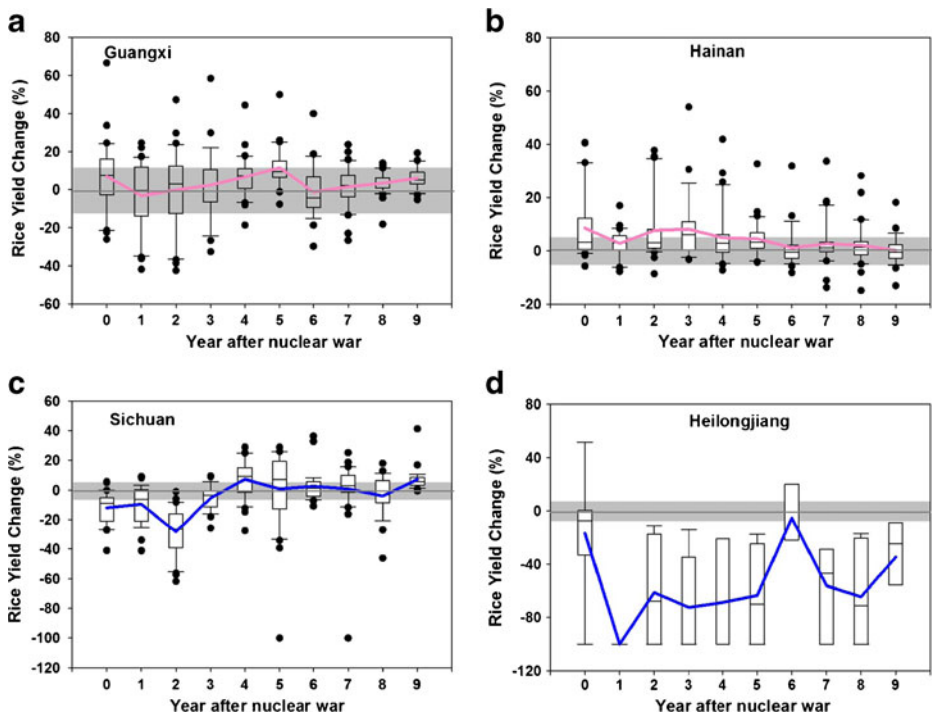 a
Guangxi
Rice Yield Change (%)
80
60
40
20
0
-20
-40
-60
0 1 2 3 4 5 6 7 8 9
Year after nuclear war
b
Hainan
Rice Yield Change (%)
80
60
40
20
0
-20
0 1 2 3 4 5 6 7 8 9
Year after nuclear war
c
Sichuan
Rice Yield Change (%)
60
40
20
0
-20
-40
-60
-80
-100
-120
0 1 2 3 4 5 6 7 8 9
Year after nuclear war
d
Heilongjiang
Rice Yield Change (%)
80
40
0
-40
-80
-120
0 1 2 3 4 5 6 7 8 9
Year after nuclear war